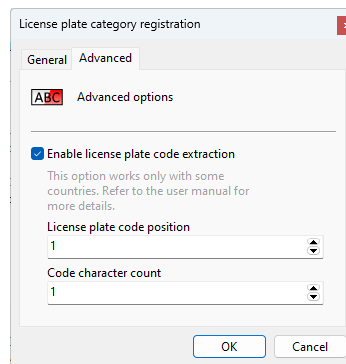 License plate category registration
General
Advanced
ABC
Advanced options
Enable license plate code extraction
This option works only with some
countries. Refer to the user manual for
more details.
License plate code position
1
Code character count
1
OK
Cancel